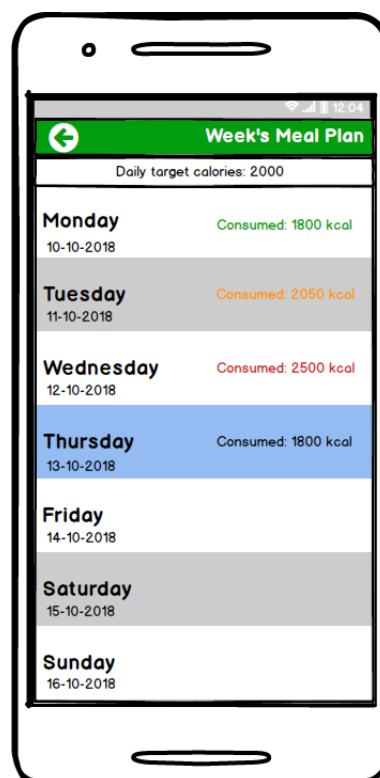 12:04
Week's Meal Plan
Daily target calories: 2000
Monday
Consumed: 1800 kcal
10-10-2018
Tuesday
Consumed: 2050 kcal
11-10-2018
Wednesday
Consumed: 2500 kcal
12-10-2018
Thursday
Consumed: 1800 kcal
13-10-2018
Friday
14-10-2018
Saturday
15-10-2018
Sunday
16-10-2018